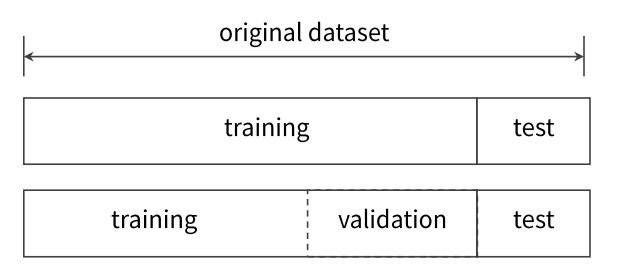 original dataset
training test
training validation test